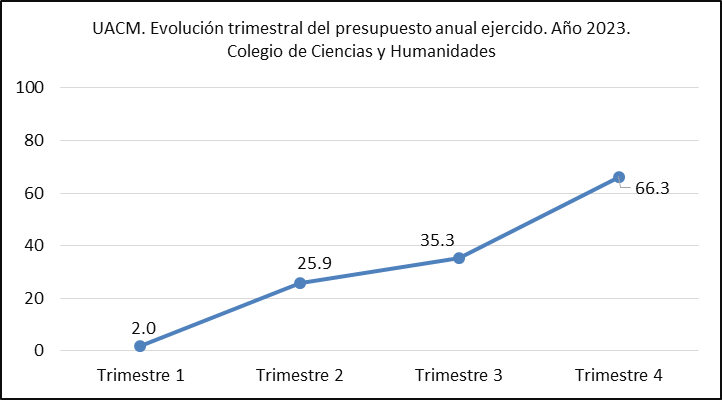 UACM. Evolución trimestral del presupuesto anual ejercido. Año 2023.
Colegio de Ciencias y Humanidades
100
80
60
40
20
0
2.0
25.9
35.3
66.3
Trimestre 1
Trimestre 2
Trimestre 3
Trimestre 4